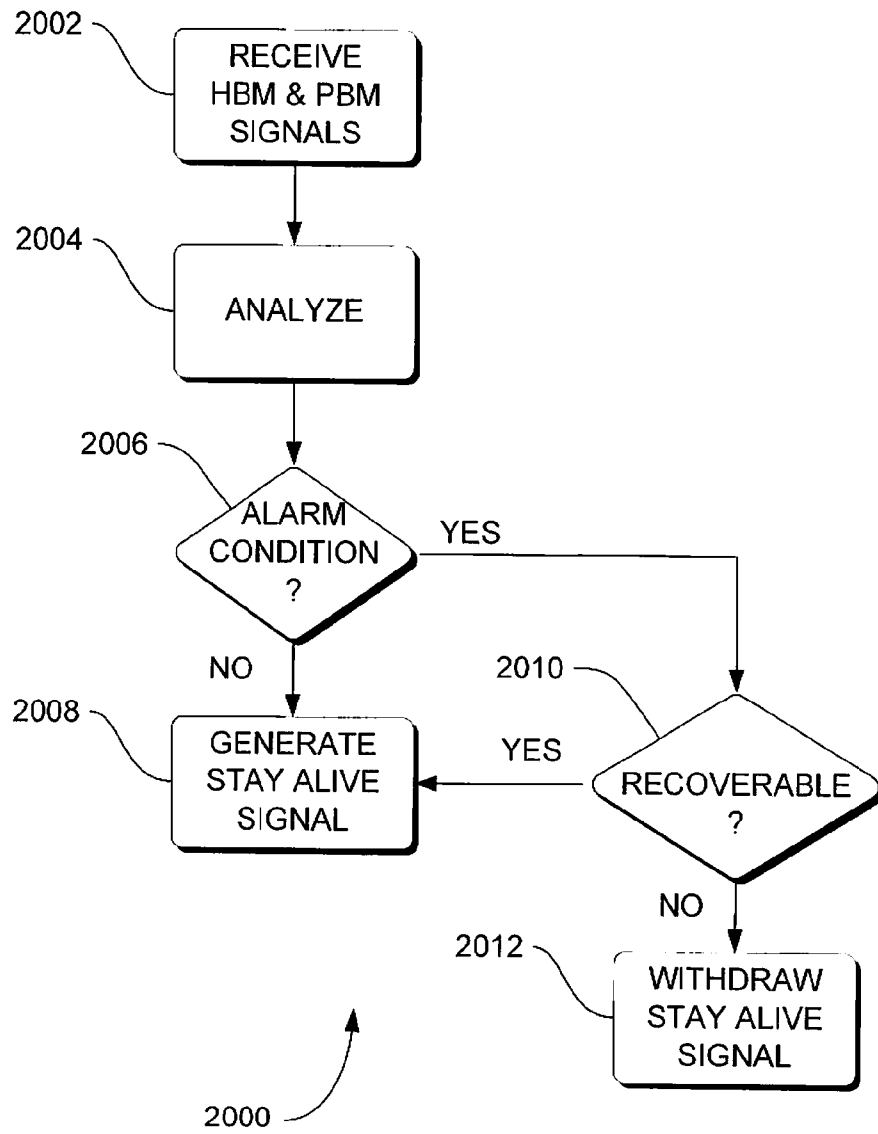 2002
RECEIVE
HBM & PBM
SIGNALS
2004
ANALYZE
2006
ALARM
CONDITION
?
YES
NO
2010
2008
GENERATE
STAY ALIVE
SIGNAL
YES
RECOVERABLE
?
NO
2012
WITHDRAW
STAY ALIVE
SIGNAL
2000